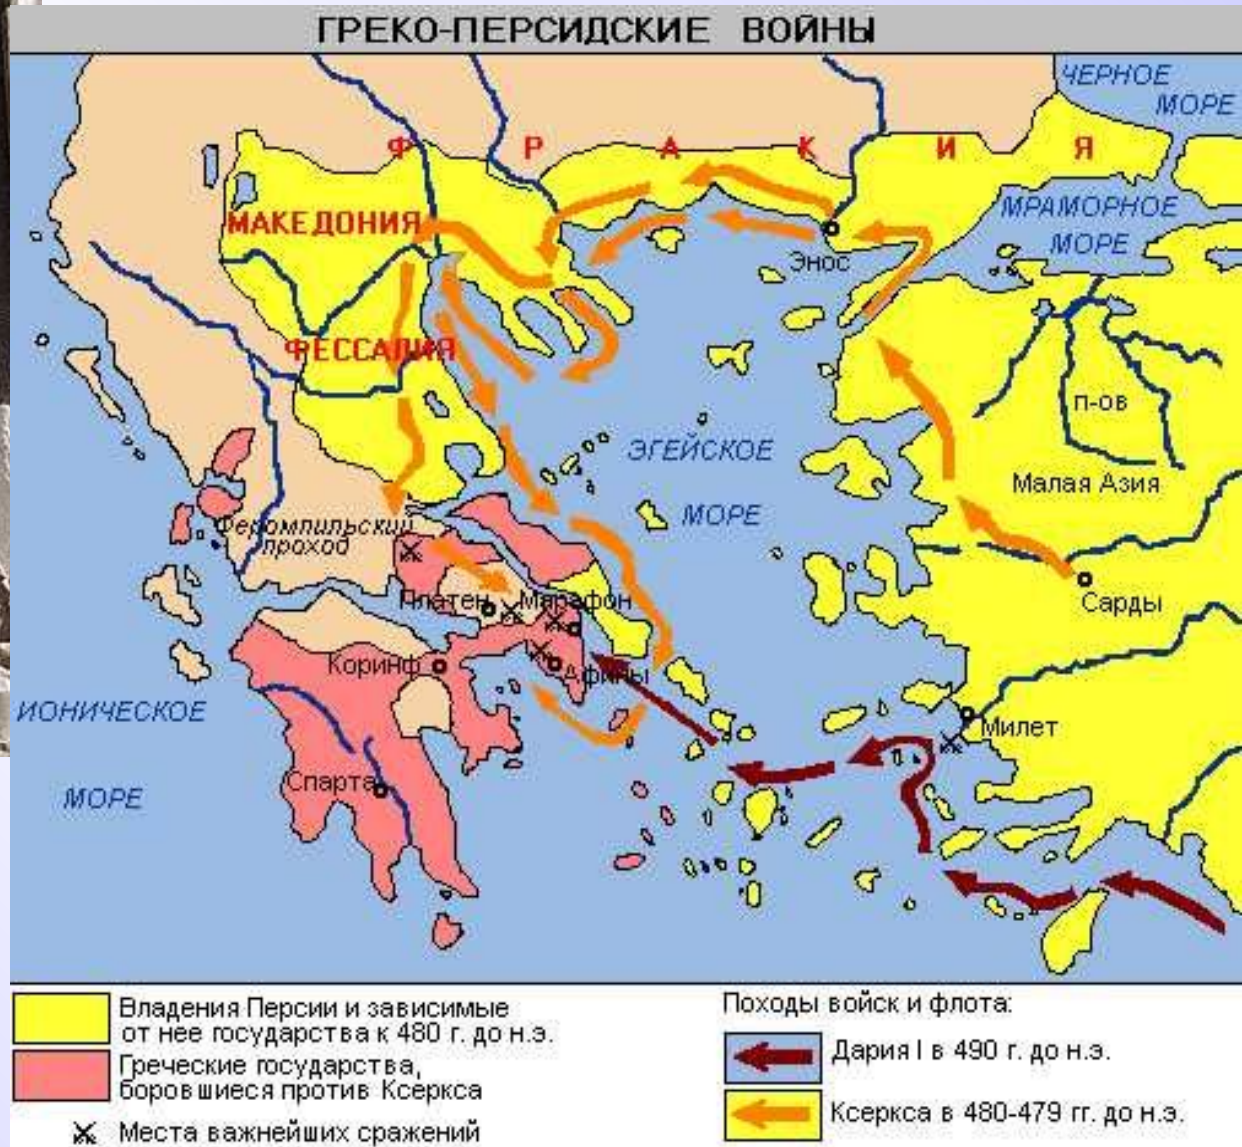 ГРЕКО-ПЕРСИДСКИЕ ВОЙНЫ
ЧЕРНОЕ
МОРЕ
Ф Р А К И Я
МРАМОРНОЕ
МОРЕ
МАКЕДОНИЯ
Энос
ФЕССАЛИЯ
п-ов
Малая Азия
ЭГЕЙСКОЕ
МОРЕ
Феромпильский
проход
Платеи
Марафон
Сарды
Коринф
Афины
ИОНИЧЕСКОЕ
МОРЕ
Милет
Спарта
Владения Персии и зависимые
от нее государства к 480 г. до н.э.
Греческие государства,
боровшиеся против Ксеркса
Места важнейших сражений
Походы войск и флота:
Дария I в 490 г. до н.э.
Ксеркса в 480-479 гг. до н.э.